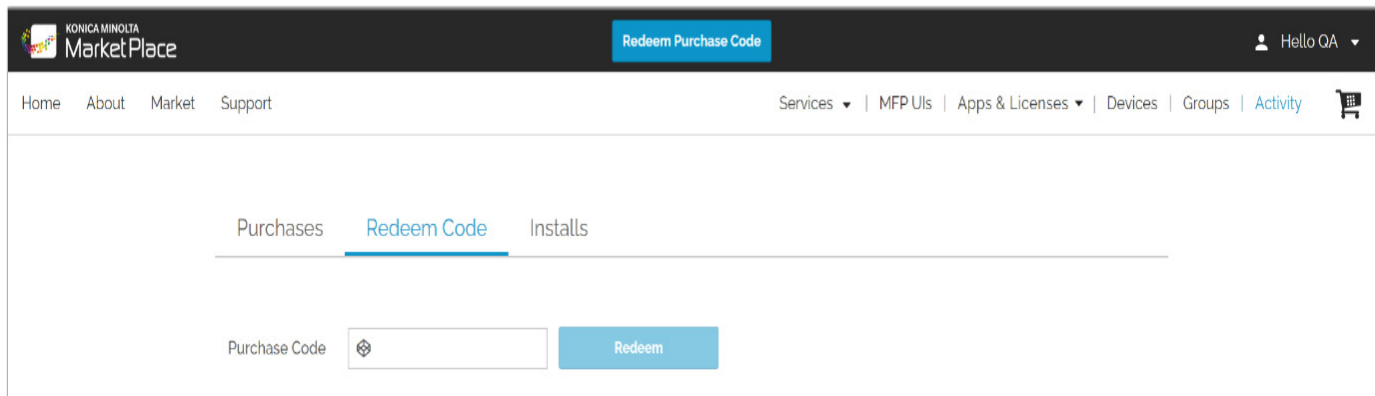 KONICA MINOLTA
MarketPlace
Redeem Purchase Code
Hello QA
Home About Market Support
Services | MFP UIs | Apps & Licenses | Devices | Groups | Activity
Purchases Redeem Code Installs
Purchase Code Redeem